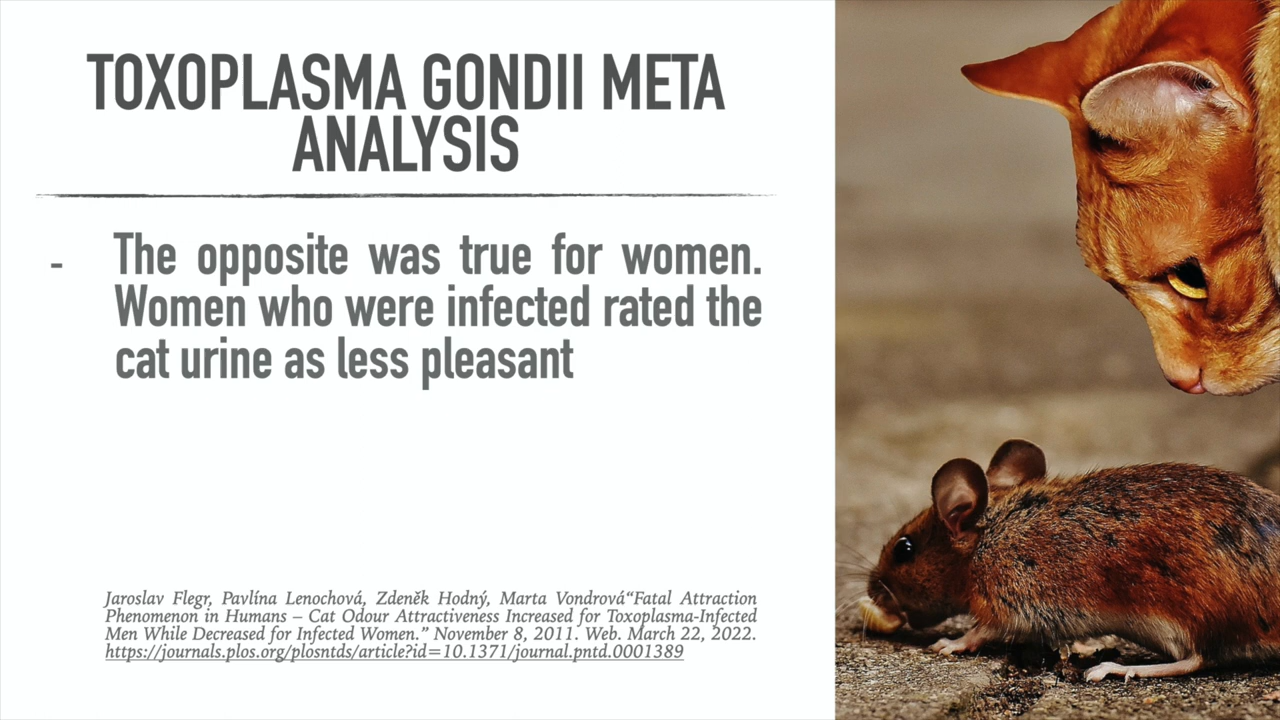 TOXOPLASMA GONDII META
ANALYSIS
- The opposite was true for women.
Women who were infected rated the
cat urine as less pleasant
Jaroslav Flegr, Pavlína Lenochová, Zdeněk Hodný, Marta Vondrová“Fatal Attraction
Phenomenon in Humans – Cat Odour Attractiveness Increased for Toxoplasma-Infected
Men While Decreased for Infected Women.” November 8, 2011. Web. March 22, 2022.
https://journals.plos.org/plosntds/article?id=10.1371/journal.pntd.0001389